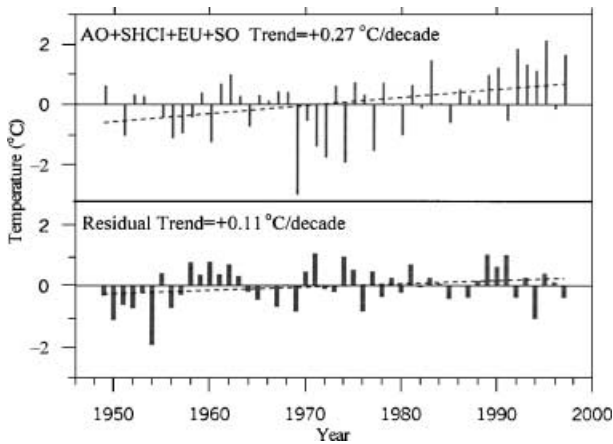 2
AO+SHCI+EU+SO Trend=+0.27 °C/decade
0
−2
Temperature (°C)
2
Residual Trend=+0.11 °C/decade
0
−2
1950 1960 1970 1980 1990 2000
Year